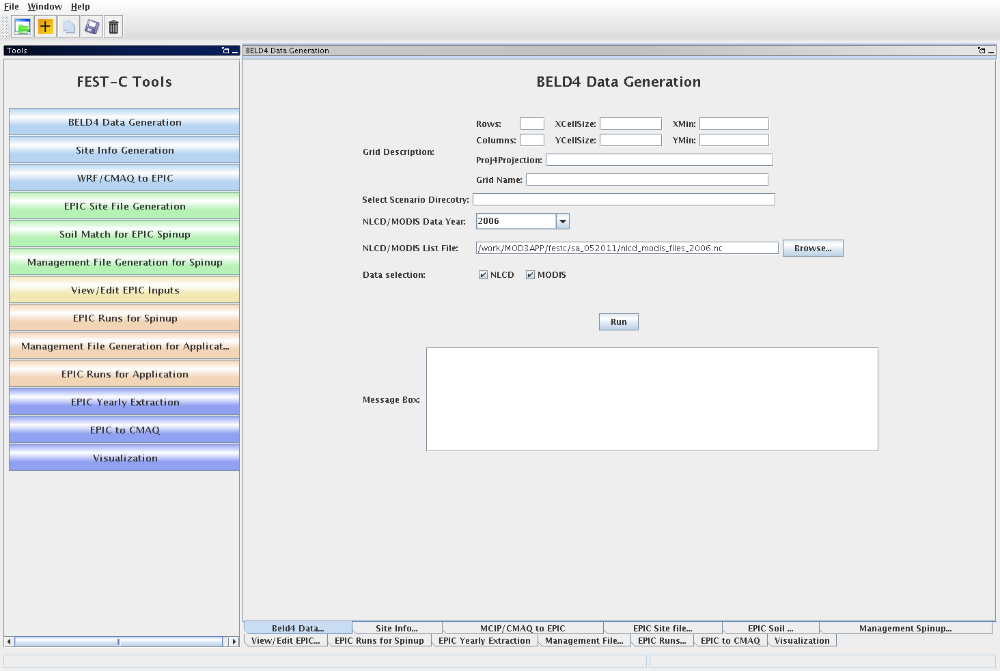 File Window Help
Tools
FEST-C Tools
BELD4 Data Generation
Site Info Generation
WRF/CMAQ to EPIC
EPIC Site File Generation
Soil Match for EPIC Spinup
Management File Generation for Spinup
View/Edit EPIC Inputs
EPIC Runs for Spinup
Management File Generation for Applicat...
EPIC Runs for Application
EPIC Yearly Extraction
EPIC to CMAQ
Visualization
BELD4 Data Generation
BELD4 Data Generation
Grid Description:
Rows: XCellSize: XMin:
Columns: YCellSize: YMin:
Proj4Projection:
Grid Name:
Select Scenario Direcotry:
NLCD/MODIS Data Year: 2006
NLCD/MODIS List File: /work/MOD3APP/festc/sa_052011/nlcd_modis_files_2006.nc Browse...
Data selection: NLCD MODIS
Run
Message Box:
Beld4 Data... Site Info... MCIP/CMAQ to EPIC EPIC Site file... EPIC Soil ... Management Spinup...
View/Edit EPIC... EPIC Runs for Spinup EPIC Yearly Extraction Management File... EPIC Runs... EPIC to CMAQ Visualization